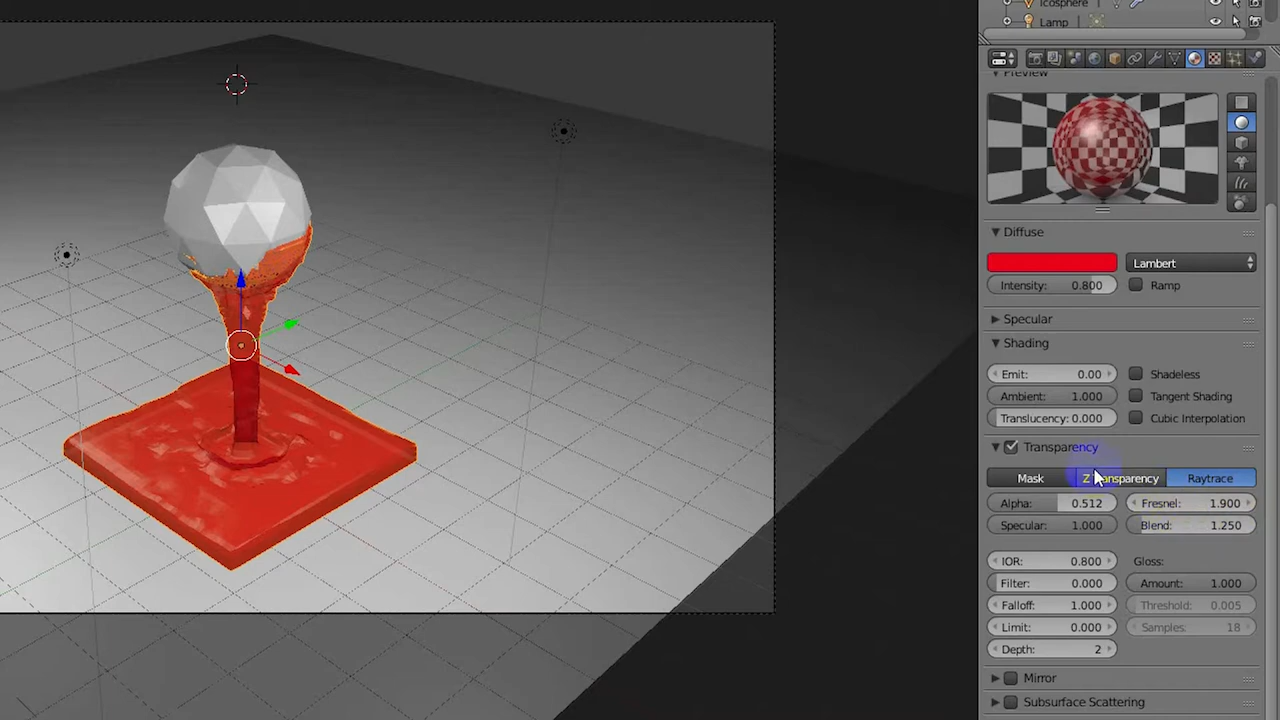 Icosphere
Lamp
Preview
Diffuse
Lambert
Intensity: 0.800
Ramp
Specular
Shading
Emit: 0.00
Shadeless
Ambient: 1.000
Tangent Shading
Translucency: 0.000
Cubic Interpolation
Transparency
Mask
Z Transparency
Raytrace
Alpha: 0.512
Fresnel: 1.900
Specular: 1.000
Blend: 1.250
IOR: 0.800
Gloss:
Filter: 0.000
Amount: 1.000
Falloff: 1.000
Threshold: 0.005
Limit: 0.000
Samples: 18
Depth: 2
Mirror
Subsurface Scattering